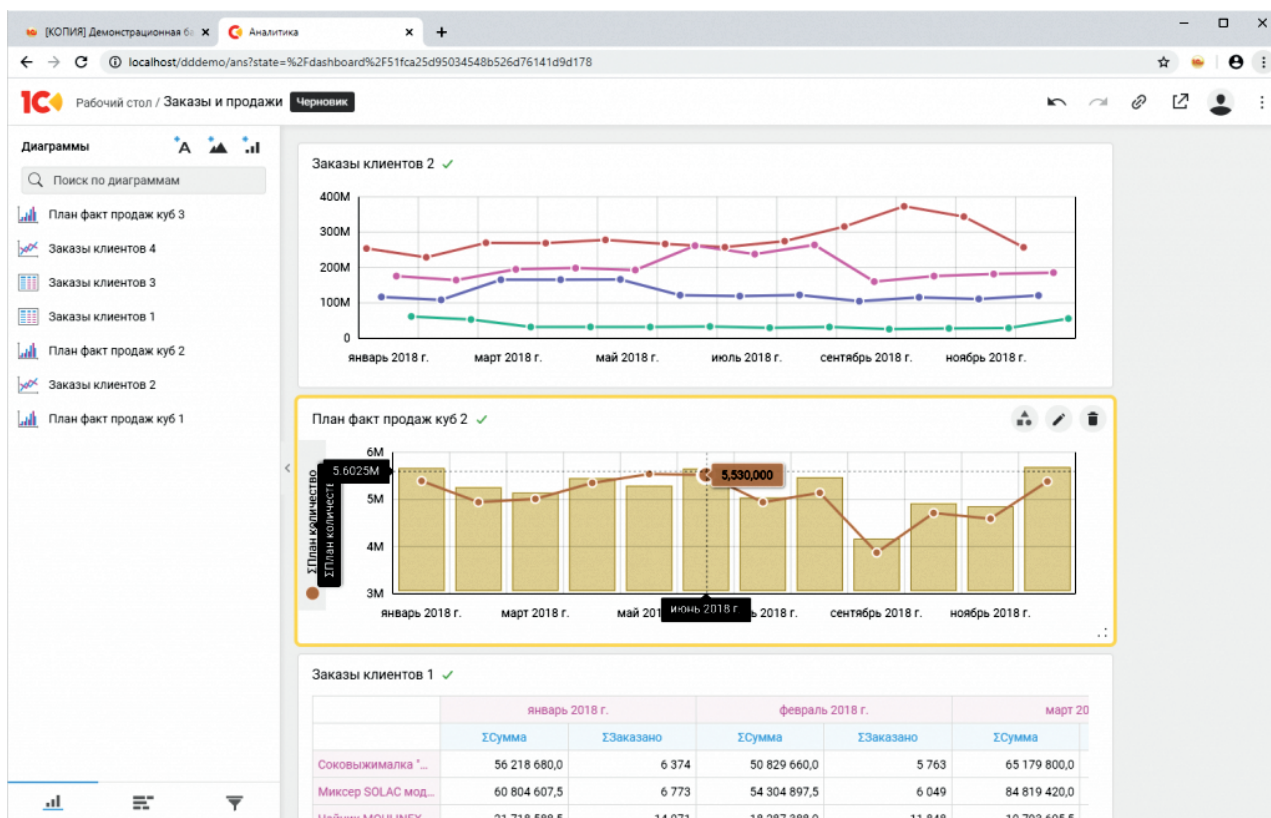 [КОПИЯ] Демонстрационная ба
Аналитика
localhost/dddemo/ans?state=%2Fdashboard%2F51fca25d95034548b526d76141d9d178
1С Рабочий стол / Заказы и продажи Черновик
Диаграммы
Поиск по диаграммам
План факт продаж куб 3
Заказы клиентов 4
Заказы клиентов 3
Заказы клиентов 1
План факт продаж куб 2
Заказы клиентов 2
План факт продаж куб 1
Заказы клиентов 2
400M
300M
200M
100M
0
январь 2018 г. март 2018 г. май 2018 г. июль 2018 г. сентябрь 2018 г. ноябрь 2018 г.
План факт продаж куб 2
6M
5.6025M
5,530,000
5M
4M
3M
ΣПлан количество
ΣПлан количеств
январь 2018 г. март 2018 г. май 201 июнь 2018 г ь 2018 г. сентябрь 2018 г. ноябрь 2018 г.
Заказы клиентов 1
январь 2018 г. февраль 2018 г. март 20
ΣСумма ΣЗаказано ΣСумма ΣЗаказано ΣСумма
Соковыжималка "... 56 218 680,0 6 374 50 829 660,0 5 763 65 179 800,0
Миксер SOLAC мод... 60 804 607,5 6 773 54 304 897,5 6 049 84 819 420,0